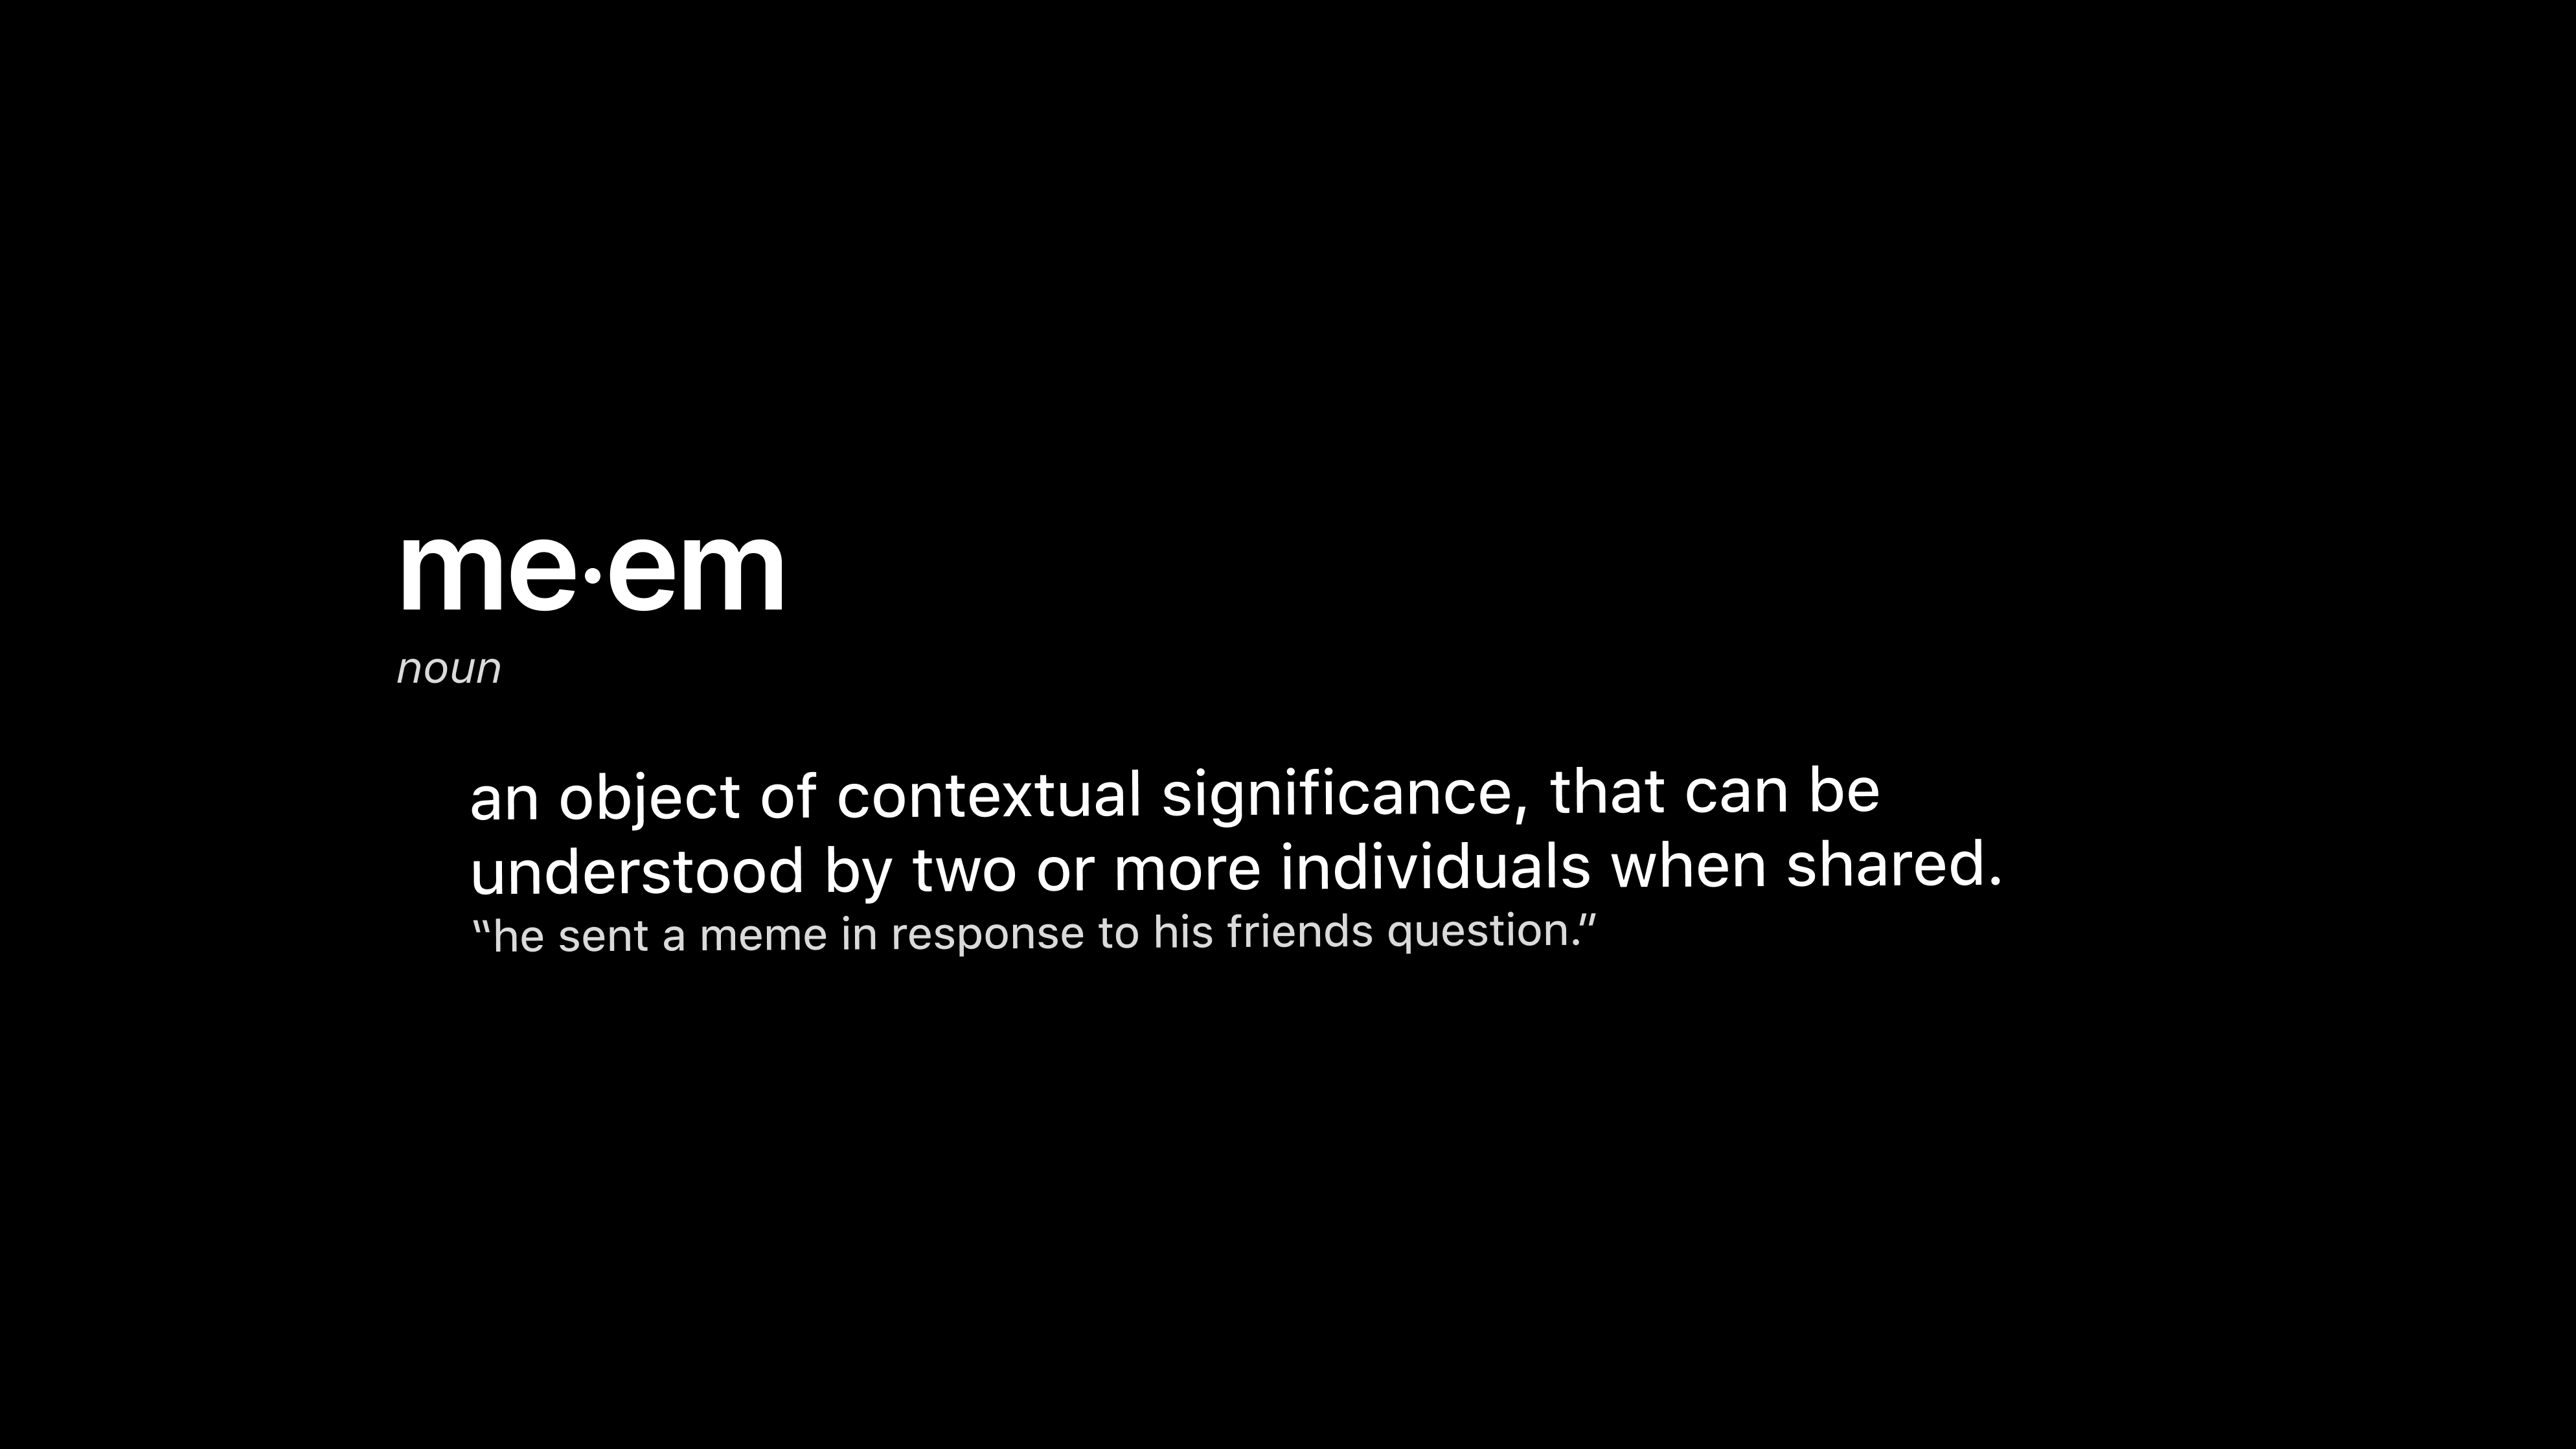 me·em
noun
an object of contextual significance, that can be
understood by two or more individuals when shared.
“he sent a meme in response to his friends question.”